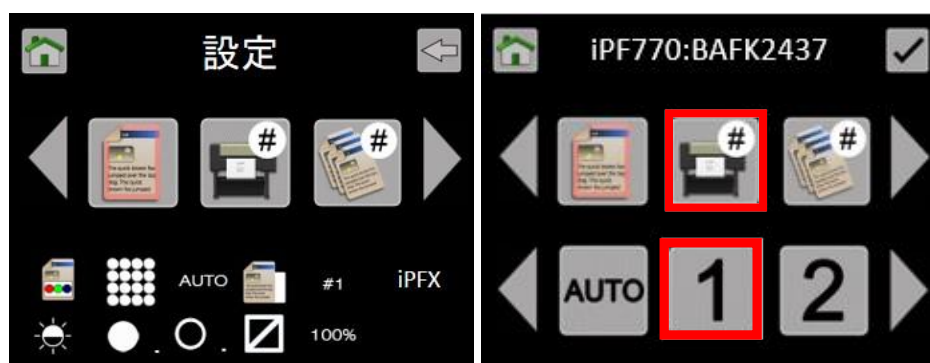 設定
#
#
AUTO
#1
iPFX
100%
iPF770:BAFK2437
#
#
AUTO
1
2